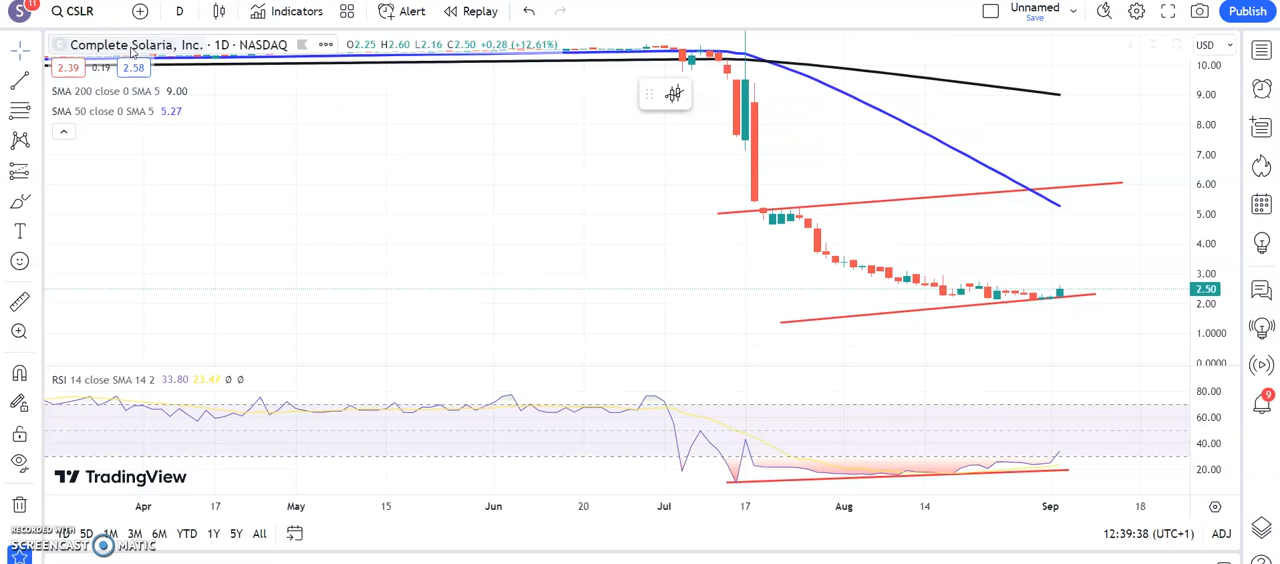 S 11 CSLR D Indicators Alert Replay Unnamed Save Publish
C Complete Solaria, Inc. · 1D · NASDAQ O2.25 H2.60 L2.16 C2.50 +0.28 (+12.61%) USD
2.39 0.19 2.58
SMA 200 close 0 SMA 5 9.00
SMA 50 close 0 SMA 5 5.27
10.00
9.00
8.00
7.00
6.00
5.00
4.00
3.00
2.50
2.00
1.0000
0.0000
RSI 14 close SMA 14 2 33.80 23.47 Ø Ø
80.00
60.00
40.00
20.00
9
TradingView
Apr 17 May 15 Jun 20 Jul 17 Aug 14 Sep 18
RECORDED WITH
1D 5D 1M 3M 6M YTD 1Y 5Y All 12:39:38 (UTC+1) ADJ
SCREENCAST MATIC